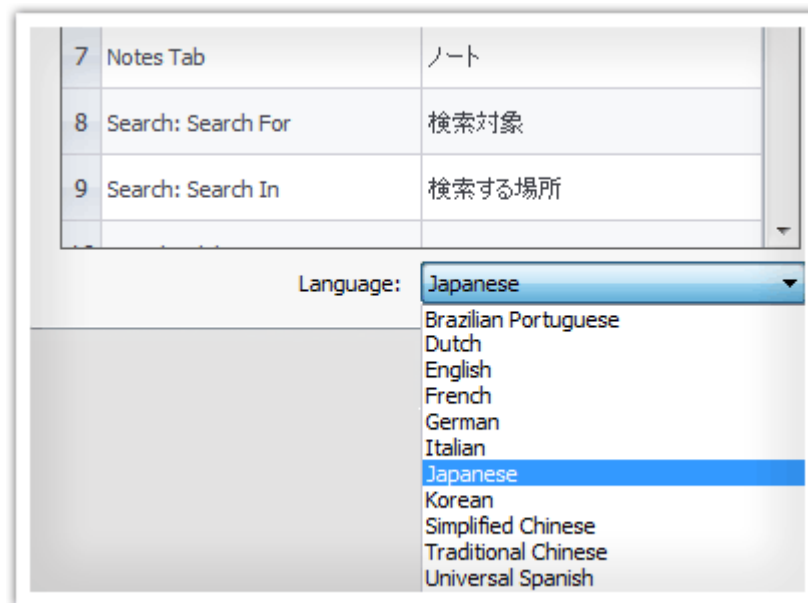 7 Notes Tab ノート
8 Search: Search For 検索対象
9 Search: Search In 検索する場所
Language: Japanese
Brazilian Portuguese
Dutch
English
French
German
Italian
Japanese
Korean
Simplified Chinese
Traditional Chinese
Universal Spanish